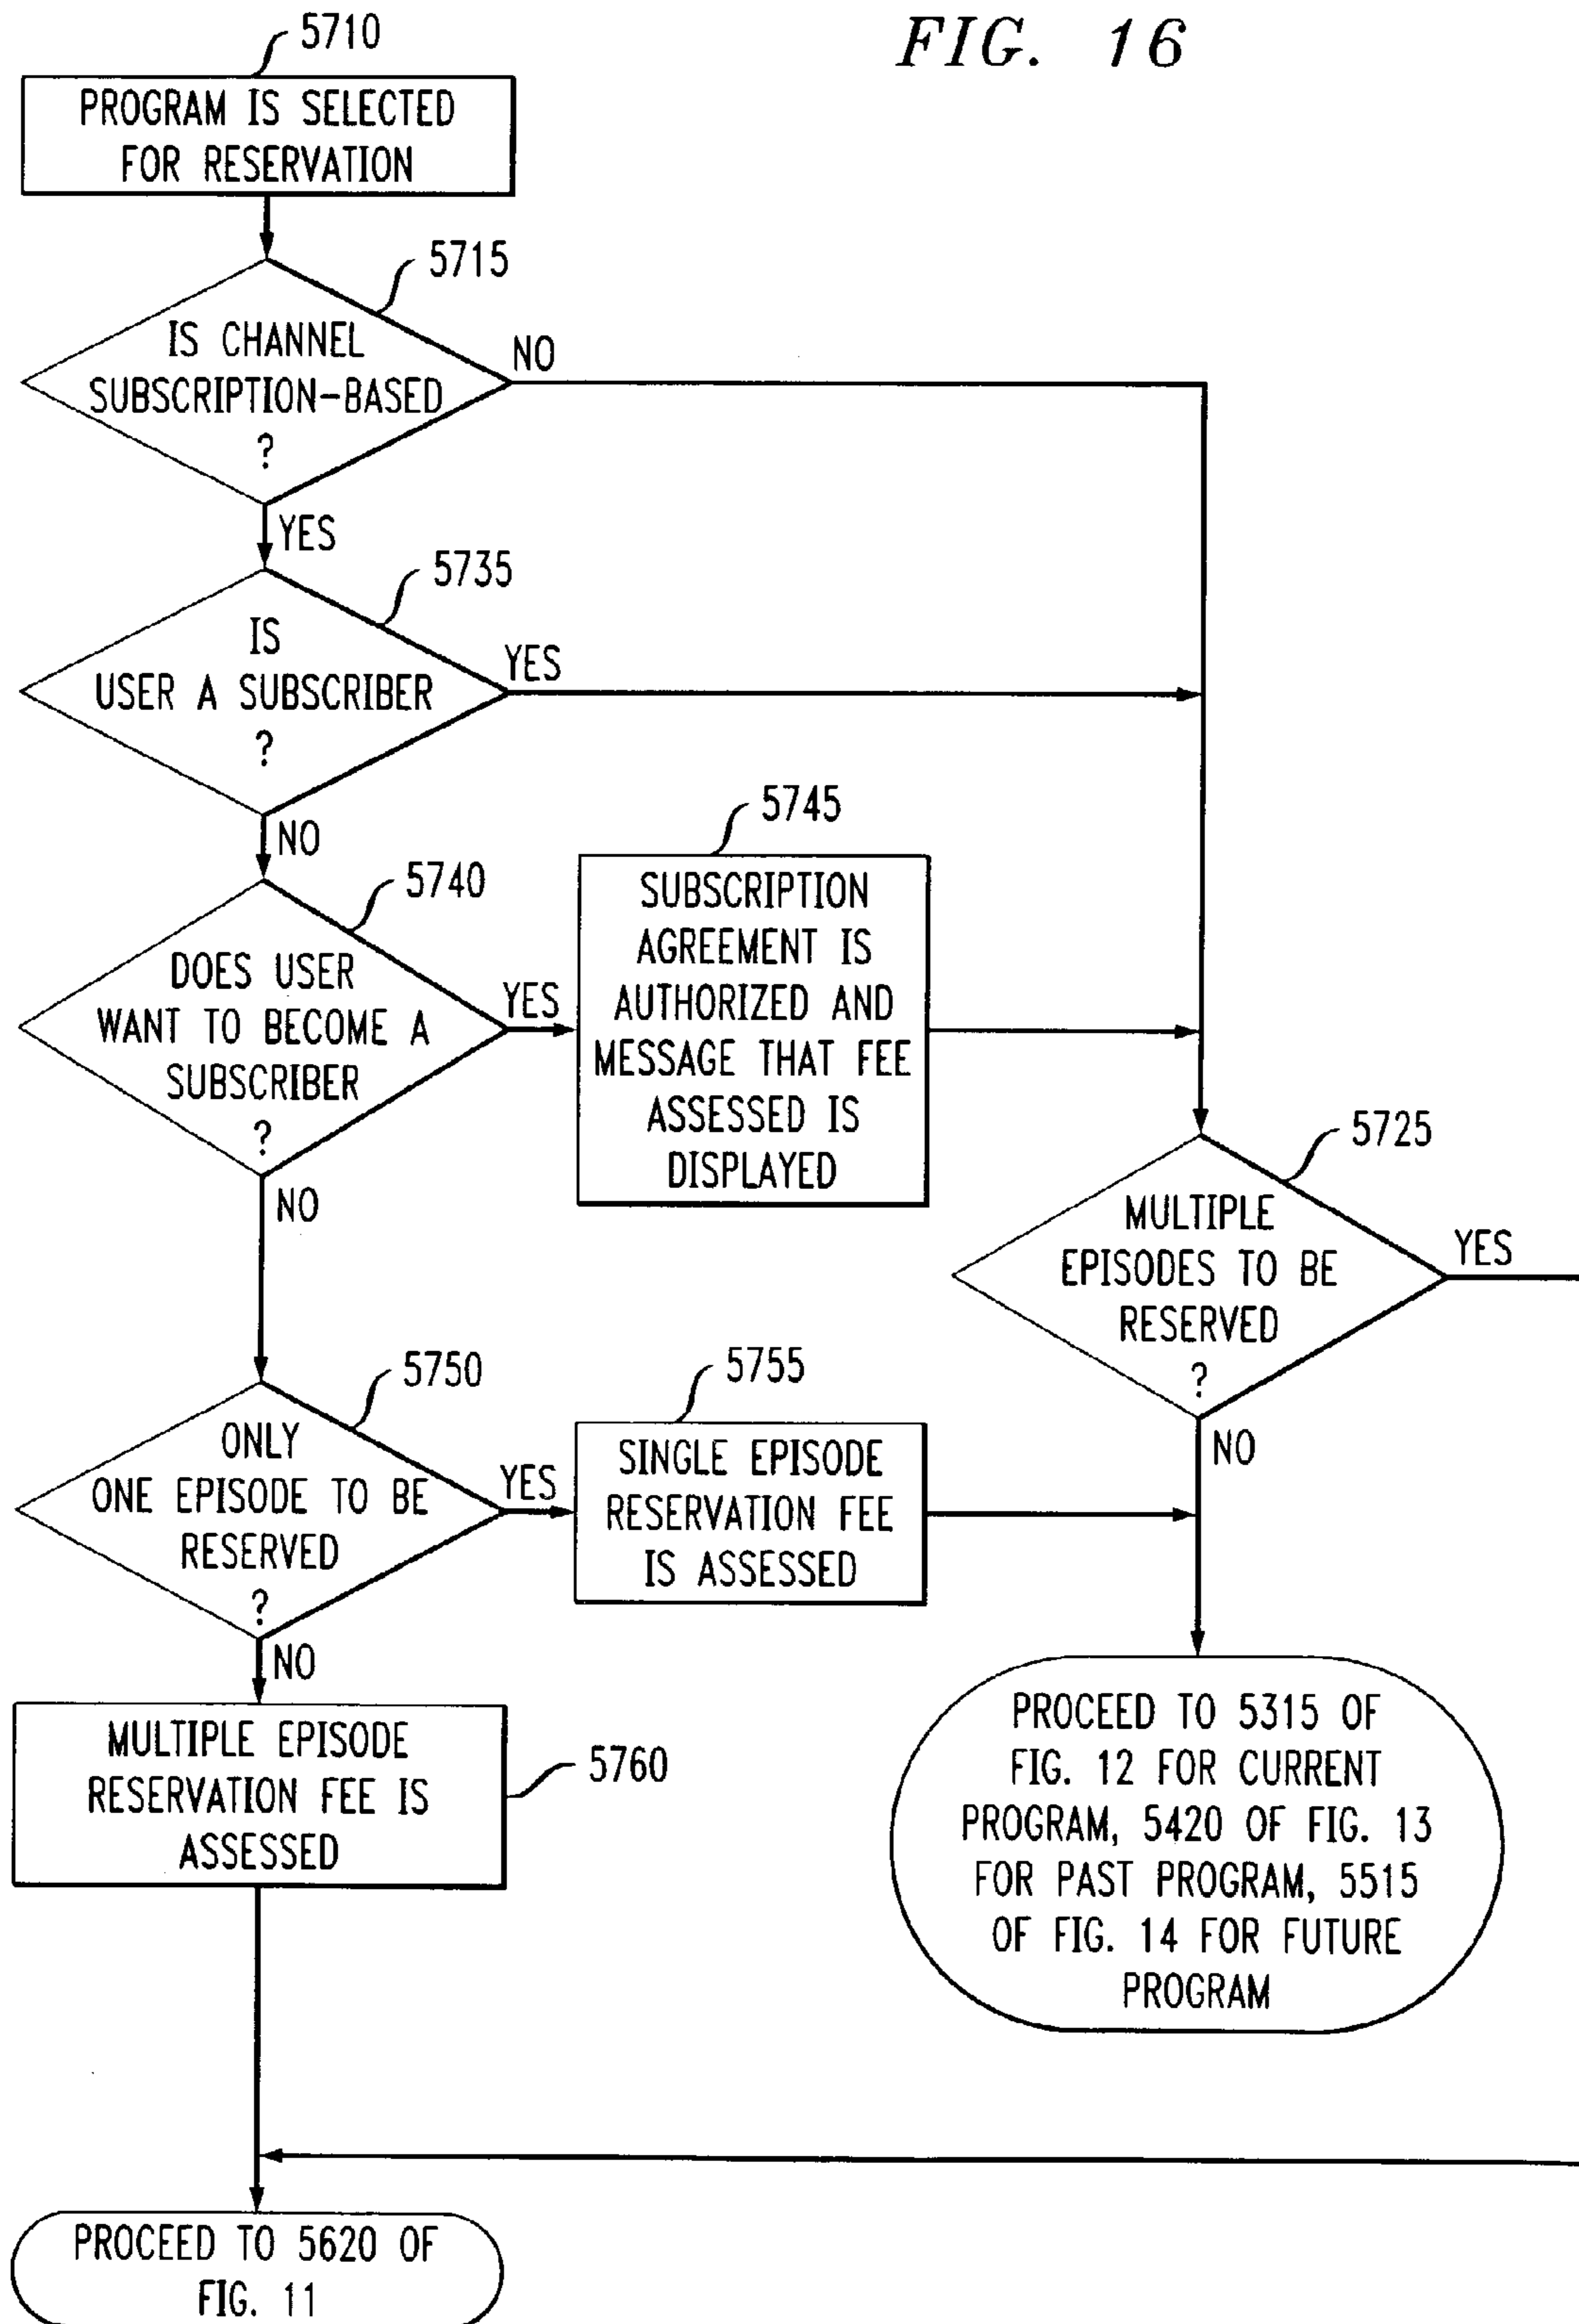 FIG. 16
5710
PROGRAM IS SELECTED
FOR RESERVATION
5715
IS CHANNEL
SUBSCRIPTION-BASED
?
NO
YES
5735
IS
USER A SUBSCRIBER
?
YES
NO
5740
DOES USER
WANT TO BECOME A
SUBSCRIBER
?
YES
NO
5745
SUBSCRIPTION
AGREEMENT IS
AUTHORIZED AND
MESSAGE THAT FEE
ASSESSED IS
DISPLAYED
5725
MULTIPLE
EPISODES TO BE
RESERVED
?
YES
NO
5750
ONLY
ONE EPISODE TO BE
RESERVED
?
YES
NO
5755
SINGLE EPISODE
RESERVATION FEE
IS ASSESSED
5760
MULTIPLE EPISODE
RESERVATION FEE IS
ASSESSED
PROCEED TO 5315 OF
FIG. 12 FOR CURRENT
PROGRAM, 5420 OF FIG. 13
FOR PAST PROGRAM, 5515
OF FIG. 14 FOR FUTURE
PROGRAM
PROCEED TO 5620 OF
FIG. 11